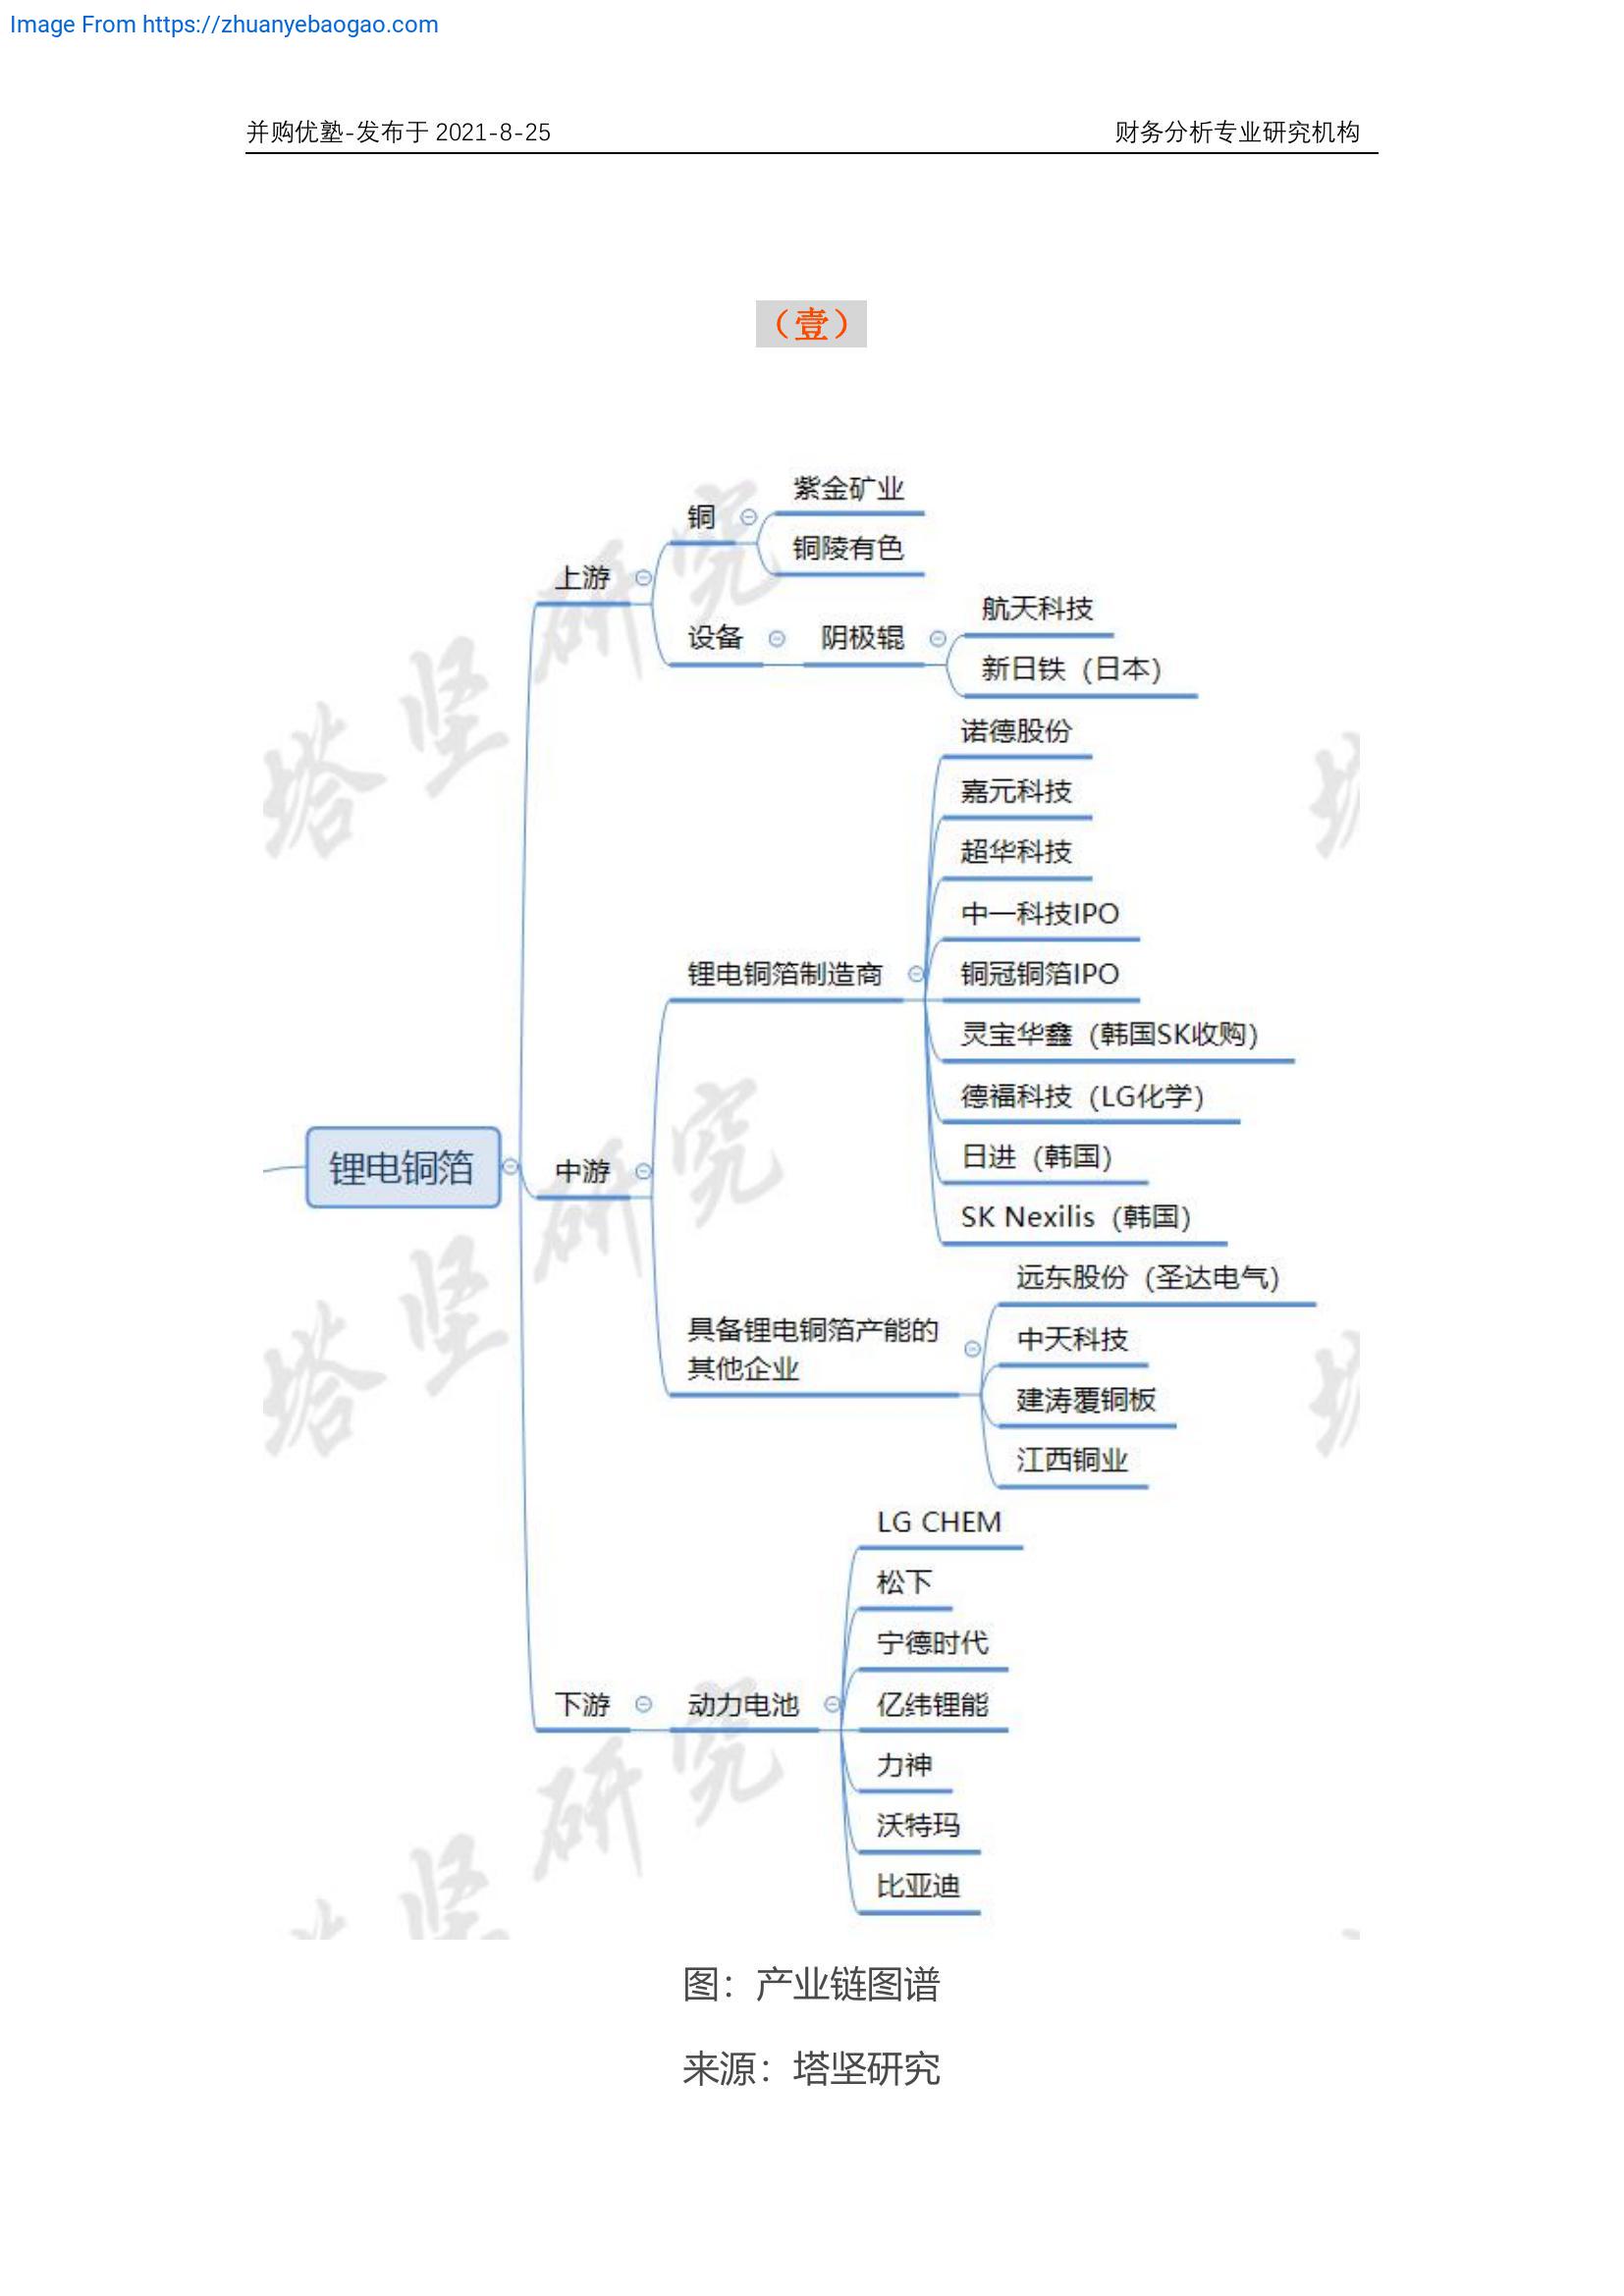 Image From https://zhuanyebaogao.com
并购优塾-发布于 2021-8-25
财务分析专业研究机构
（壹）
紫金矿业
铜
铜陵有色
上游
航天科技
设备
阴极辊
新日铁（日本）
诺德股份
嘉元科技
超华科技
中一科技IPO
锂电铜箔制造商
铜冠铜箔IPO
灵宝华鑫（韩国SK收购）
德福科技（LG化学）
日进（韩国）
锂电铜箔
中游
SK Nexilis（韩国）
远东股份（圣达电气）
具备锂电铜箔产能的
其他企业
中天科技
建涛覆铜板
江西铜业
LG CHEM
松下
宁德时代
下游
动力电池
亿纬锂能
力神
沃特玛
比亚迪
塔坚研究
塔坚研究
塔坚研究
图：产业链图谱
来源：塔坚研究